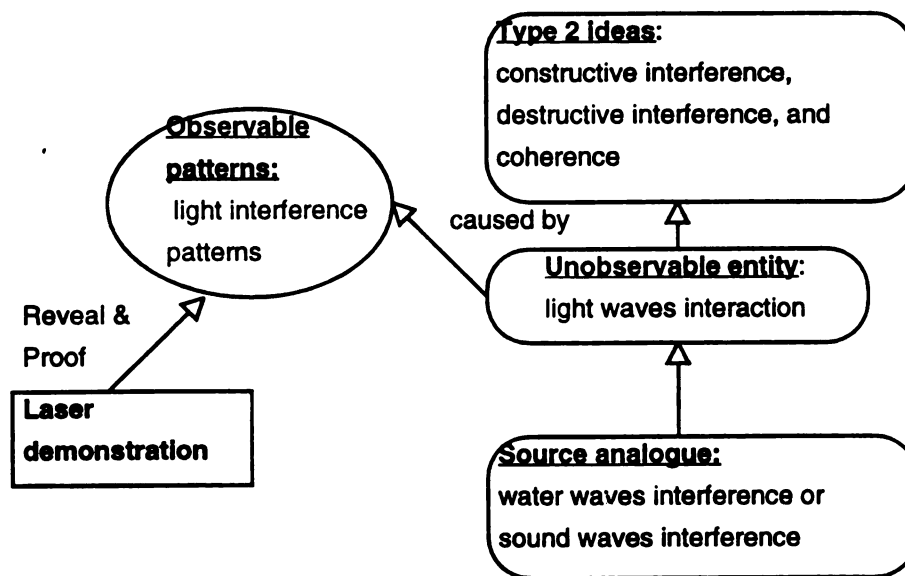 Type 2 ideas:
constructive interference,
destructive interference, and
coherence
Observable
patterns:
light interference
patterns
caused by
Unobservable entity:
light waves interaction
Reveal &
Proof
Laser
demonstration
Source analogue:
water waves interference or
sound waves interference